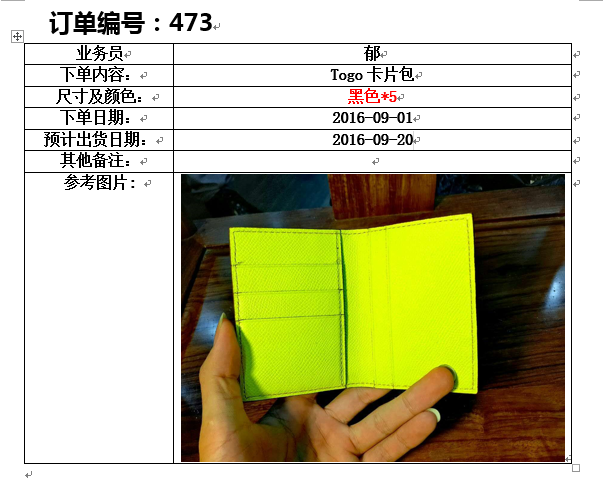 订单编号：473
业务员 郁
下单内容： Togo 卡片包
尺寸及颜色： 黑色*5
下单日期： 2016-09-01
预计出货日期： 2016-09-20
其他备注：
参考图片：